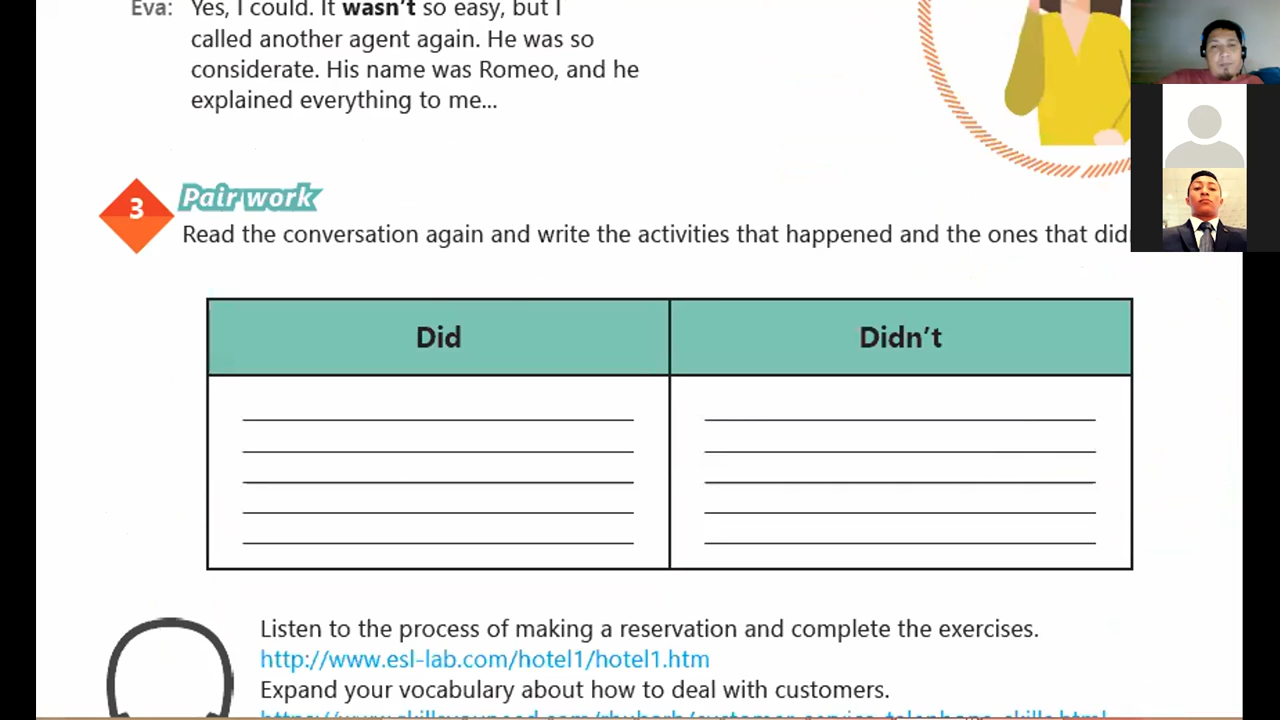 Eva: Yes, I could. It wasn't so easy, but I
called another agent again. He was so
considerate. His name was Romeo, and he
explained everything to me...
3 Pair work
Read the conversation again and write the activities that happened and the ones that
Did Didn't
Listen to the process of making a reservation and complete the exercises.
http://www.esl-lab.com/hotel1/hotel1.htm
Expand your vocabulary about how to deal with customers.